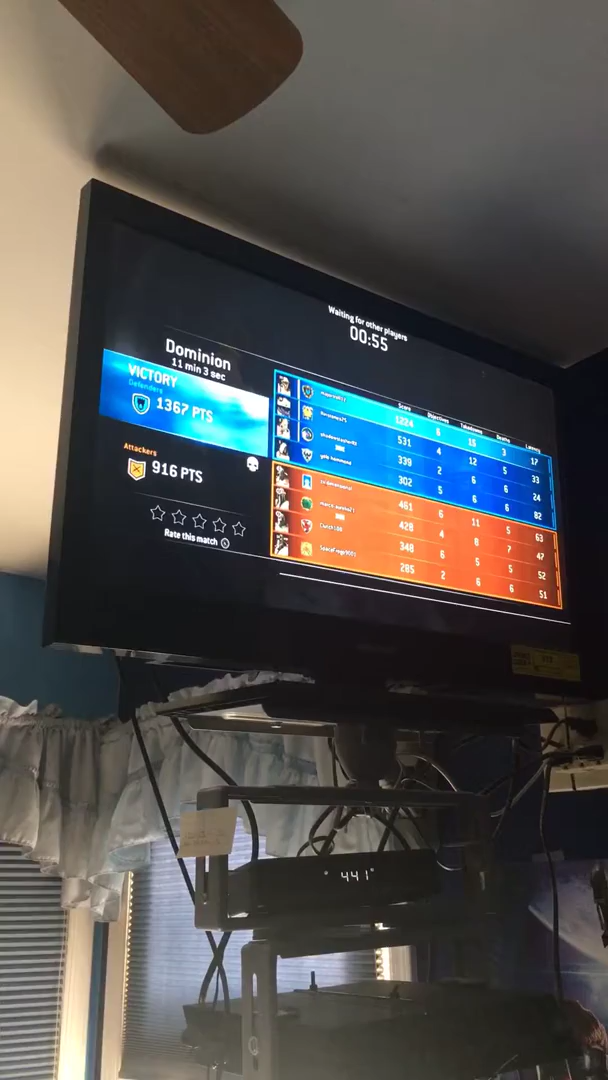 Waiting for other players
00:55
Dominion
11 min 3 sec
VICTORY
Defenders
1367 PTS
Attackers
916 PTS
Rate this match
Score Objectives Takedowns Deaths Latency
1224 6 15 3 17
531 4 12 5 33
339 2 6 6 24
302 5 6 6 82
461 6 11 5 63
428 4 8 7 47
348 6 5 5 52
285 2 6 6 51
441